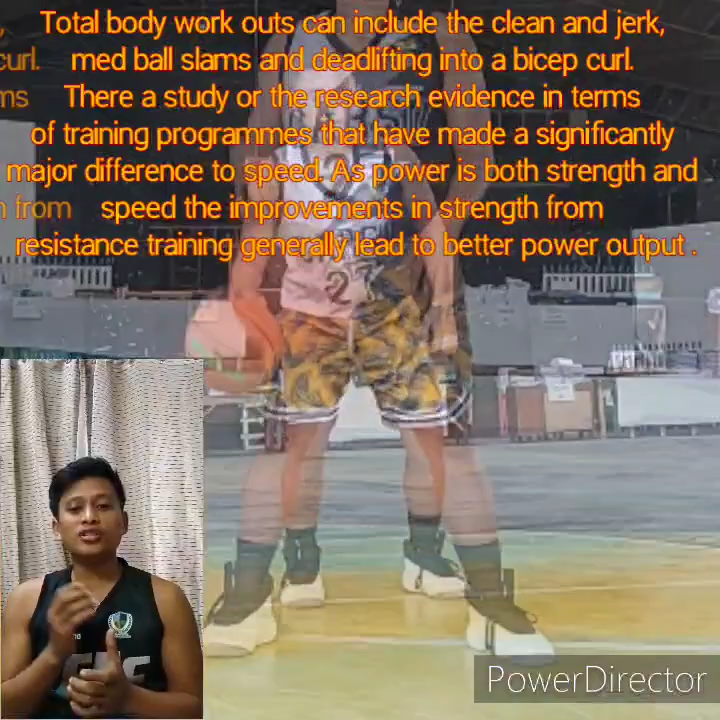 Total body work outs can include the clean and jerk,
curl. med ball slams and deadlifting into a bicep curl.
ms There a study or the research evidence in terms
of training programmes that have made a significantly
major difference to speed. As power is both strength and
from speed the improvements in strength from
resistance training generally lead to better power output .
27
PowerDirector